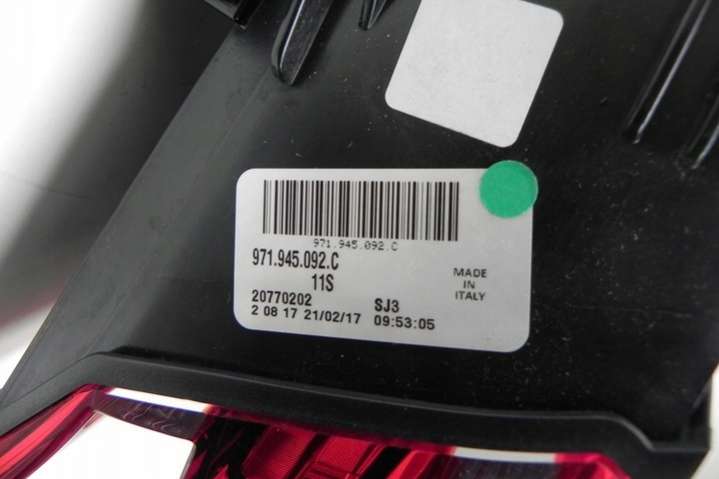 971.945.092.C
971.945.092.C
11S
MADE
IN
ITALY
20770202 SJ3
2 08 17 21/02/17 09:53:05